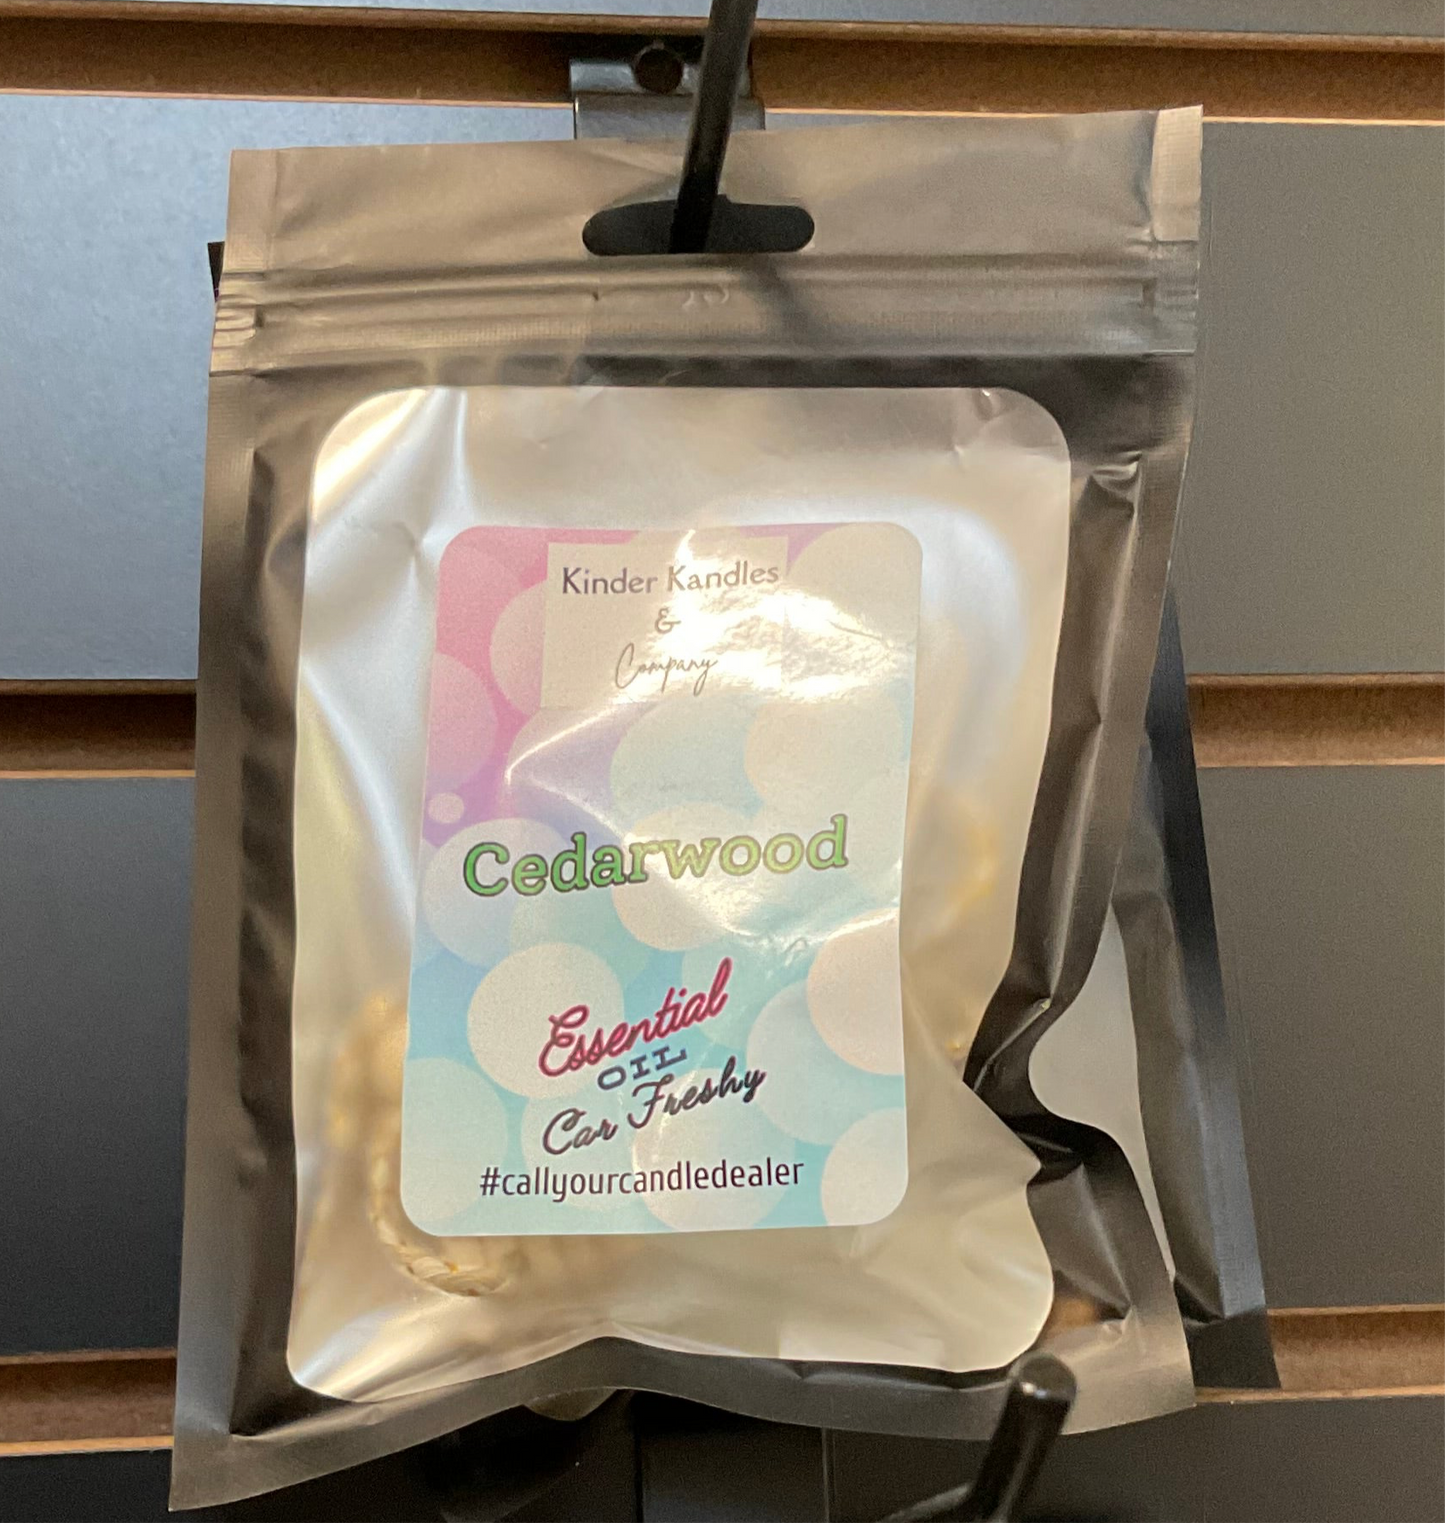 Kinder Kandles
&
Company
Cedarwood
Essential
OIL
Car Freshy
#callyourcandledealer